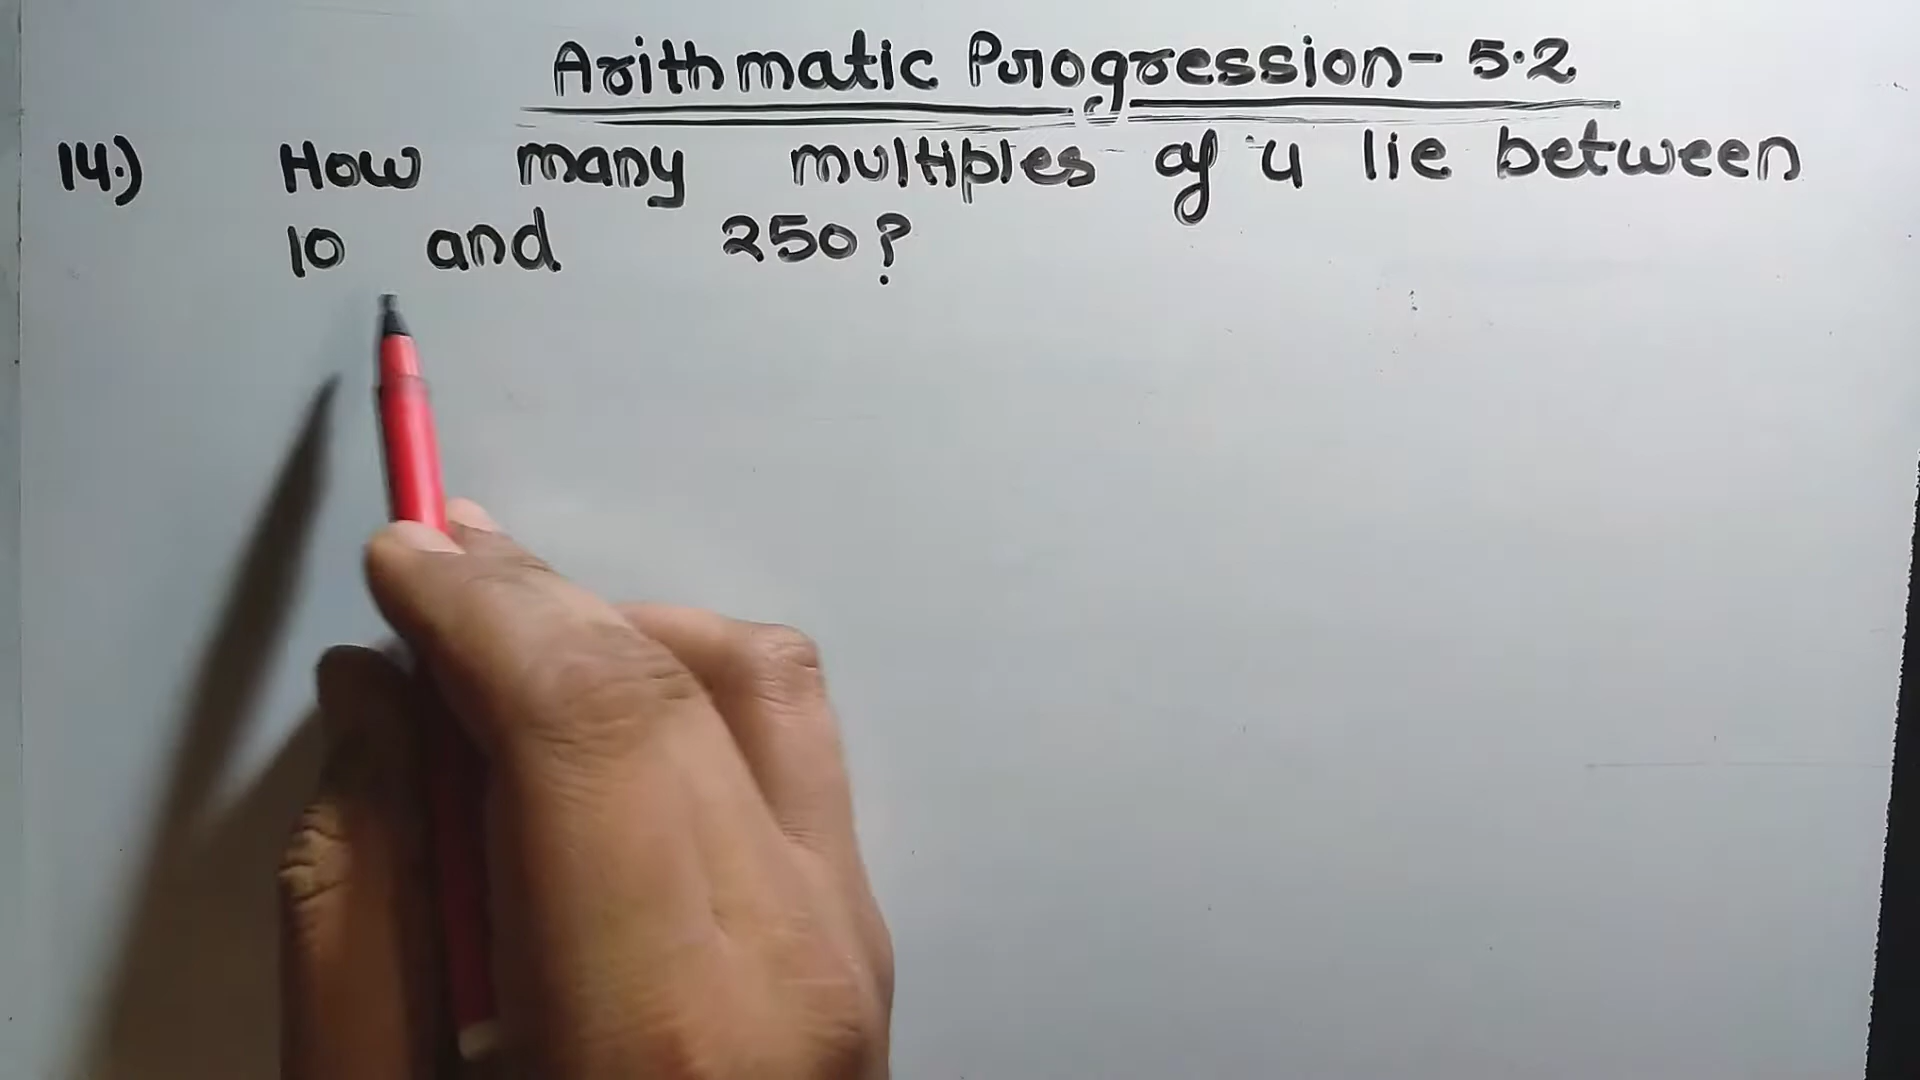 Arithmatic Progression - 5.2
14.) How many multiples of 4 lie between
10 and 250?